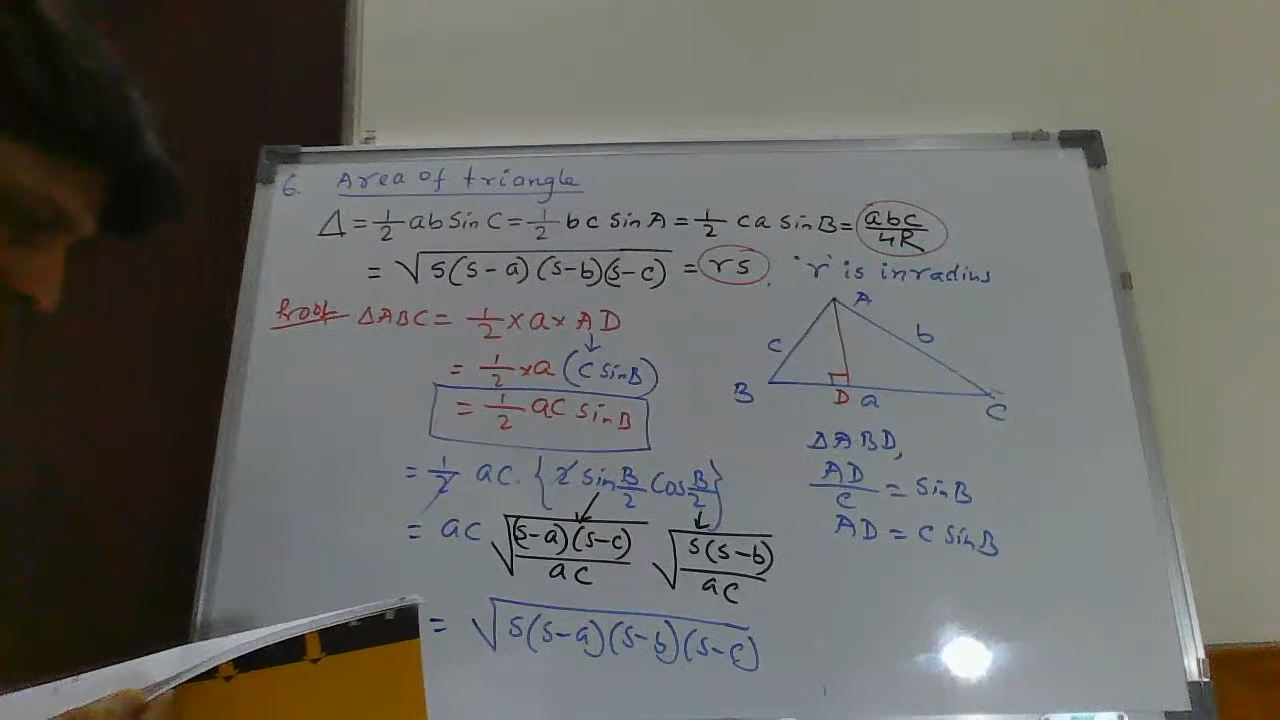 6. Area of triangle
Δ = 1/2 ab Sin C = 1/2 bc sin A = 1/2 ca sin B = abc/4R
= √(s(s-a)(s-b)(s-c)) = rs. 'r' is inradius
Proof ΔABC = 1/2 × a × AD
= 1/2 × a (c sin B)
= 1/2 ac sin B
= 1/2 ac. {2 sin B/2 Cos B/2}
= ac √((s-a)(s-c)/ac) √(s(s-b)/ac)
= √(s(s-a)(s-b)(s-c))
A
c
b
B
D
a
C
ΔABD,
AD/c = sin B
AD = c sin B